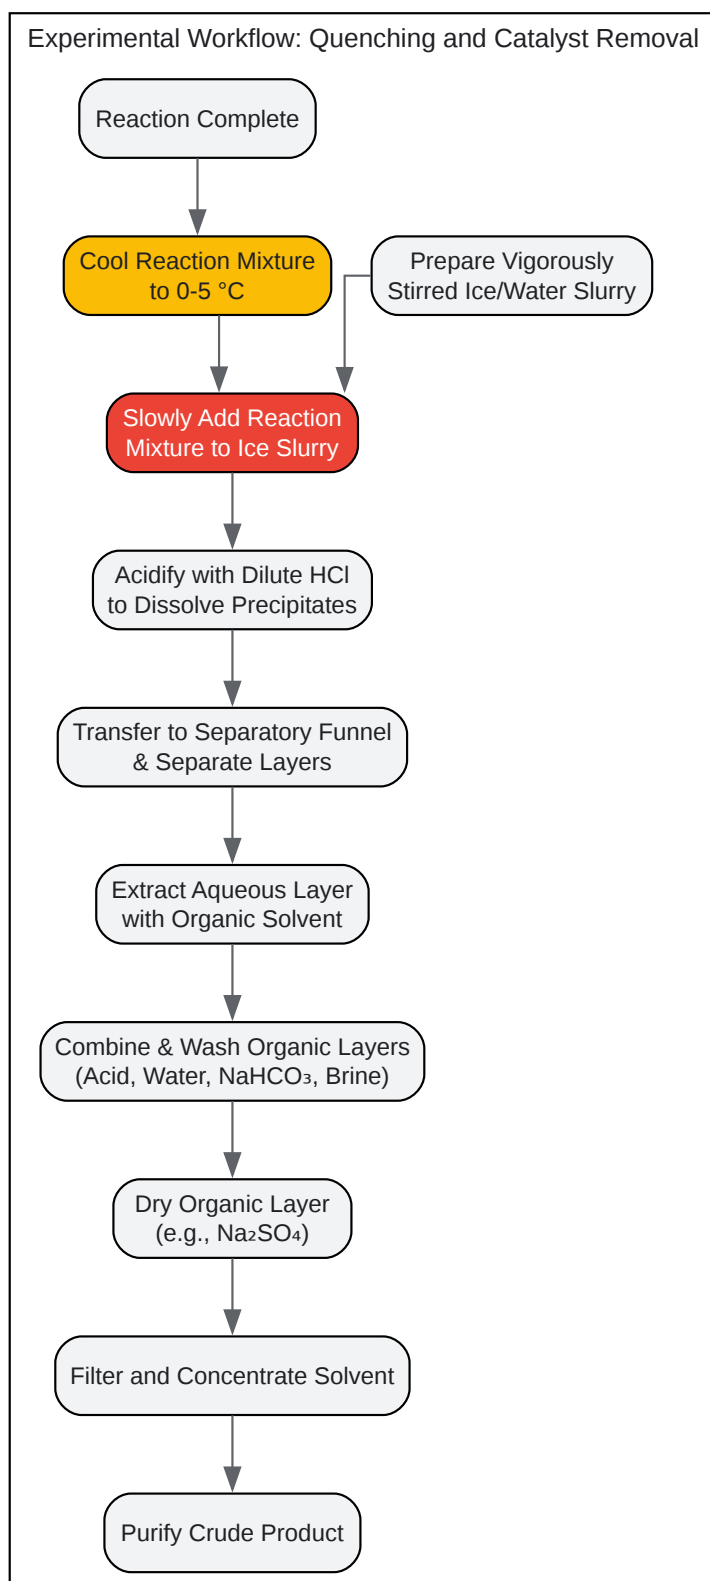 Experimental Workflow: Quenching and Catalyst Removal
Reaction Complete
Cool Reaction Mixture
to 0-5 °C
Prepare Vigorously
Stirred Ice/Water Slurry
Slowly Add Reaction
Mixture to Ice Slurry
Acidify with Dilute HCl
to Dissolve Precipitates
Transfer to Separatory Funnel
& Separate Layers
Extract Aqueous Layer
with Organic Solvent
Combine & Wash Organic Layers
(Acid, Water, NaHCO₃, Brine)
Dry Organic Layer
(e.g., Na₂SO₄)
Filter and Concentrate Solvent
Purify Crude Product